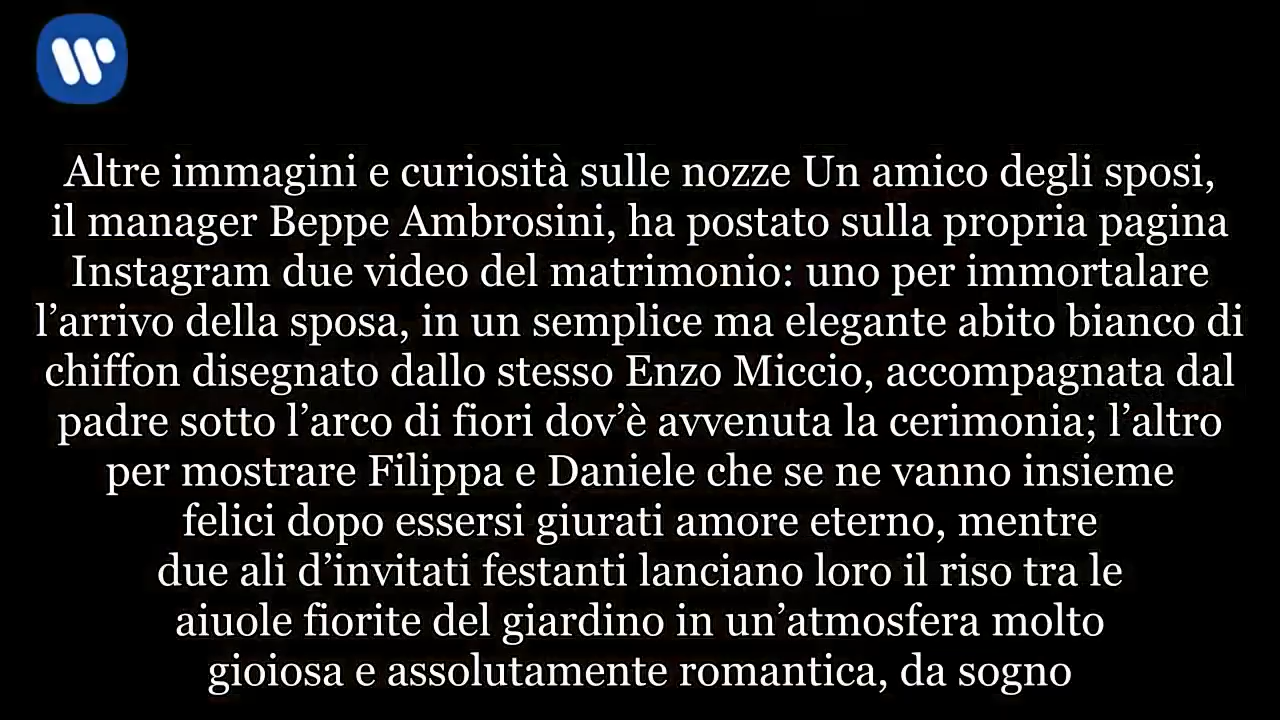 Altre immagini e curiosità sulle nozze Un amico degli sposi,
il manager Beppe Ambrosini, ha postato sulla propria pagina
Instagram due video del matrimonio: uno per immortalare
l’arrivo della sposa, in un semplice ma elegante abito bianco di
chiffon disegnato dallo stesso Enzo Miccio, accompagnata dal
padre sotto l’arco di fiori dov’è avvenuta la cerimonia; l’altro
per mostrare Filippa e Daniele che se ne vanno insieme
felici dopo essersi giurati amore eterno, mentre
due ali d’invitati festanti lanciano loro il riso tra le
aiuole fiorite del giardino in un’atmosfera molto
gioiosa e assolutamente romantica, da sogno